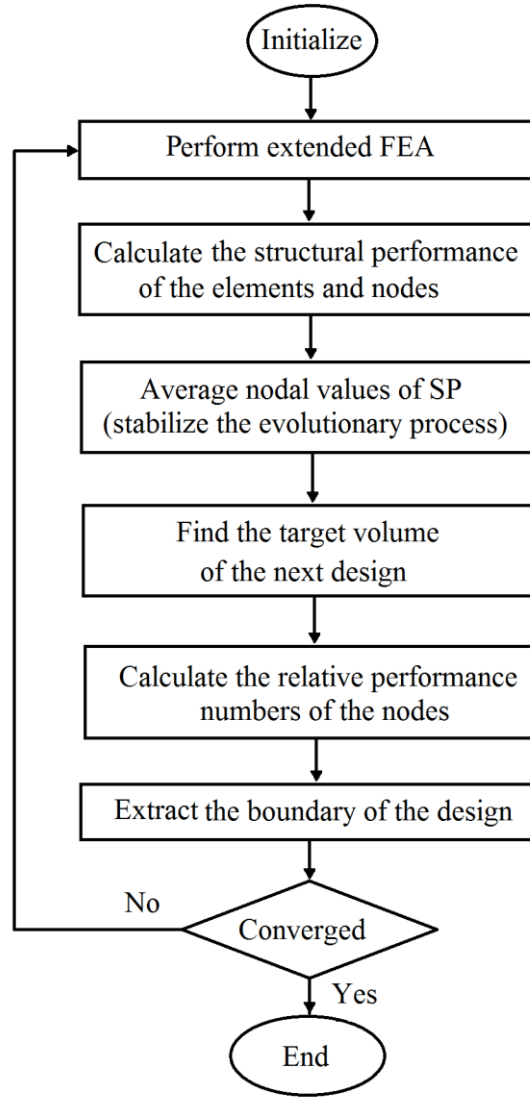 Initialize
Perform extended FEA
Calculate the structural performance
of the elements and nodes
Average nodal values of SP
(stabilize the evolutionary process)
Find the target volume
of the next design
Calculate the relative performance
numbers of the nodes
Extract the boundary of the design
No
Converged
Yes
End